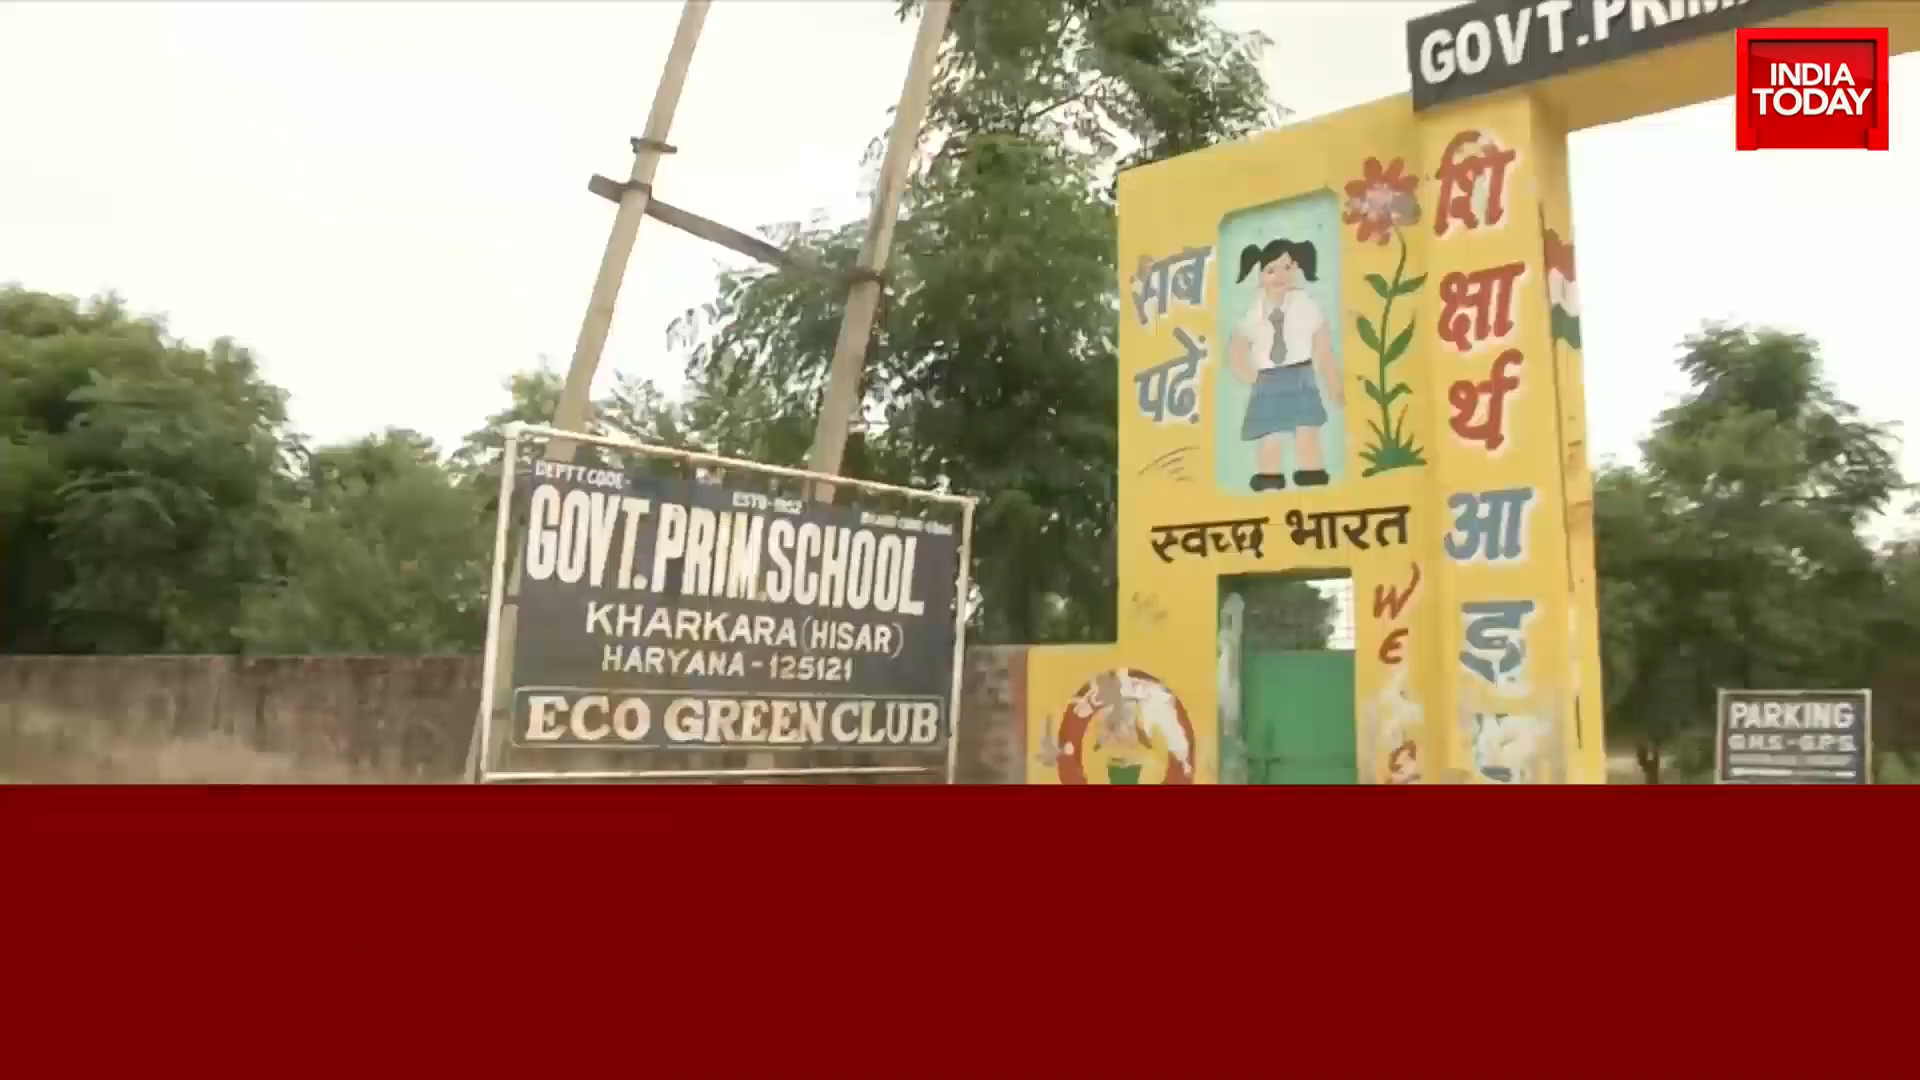 DEPTT.CODE-
ESTD-1952
GOVT.PRIM.SCHOOL
KHARKARA (HISAR)
HARYANA - 125121
ECO GREEN CLUB
GOVT.PRIM
INDIA
TODAY
सब
पढ़ें
स्वच्छ भारत
शि
क्षा
र्थ
आ
इ
WE
PARKING
G.H.S.-G.P.S.